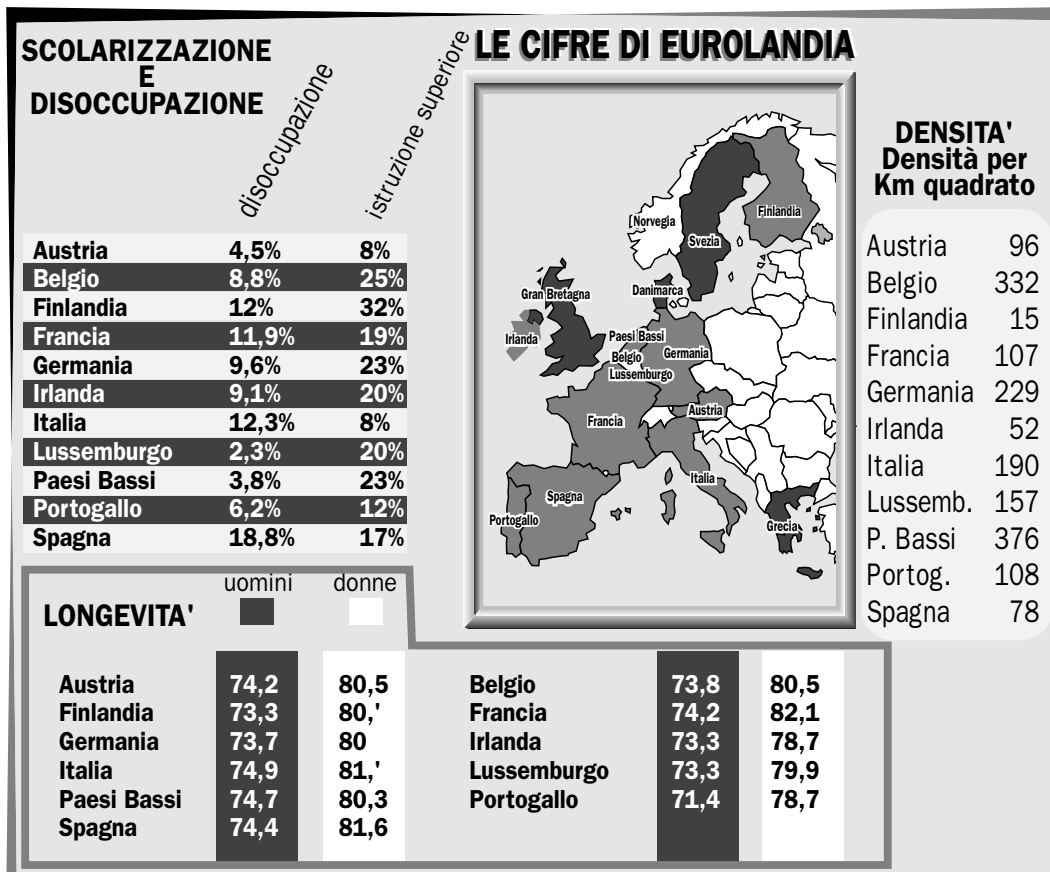 SCOLARIZZAZIONE
E
DISOCCUPAZIONE
disoccupazione
istruzione superiore
Austria 4,5% 8%
Belgio 8,8% 25%
Finlandia 12% 32%
Francia 11,9% 19%
Germania 9,6% 23%
Irlanda 9,1% 20%
Italia 12,3% 8%
Lussemburgo 2,3% 20%
Paesi Bassi 3,8% 23%
Portogallo 6,2% 12%
Spagna 18,8% 17%
LE CIFRE DI EUROLANDIA
[Norvegia
Finlandia
Svezia
Gran Bretagna
Danimarca
Irlanda
Paesi Bassi
Belgio
Germania
Lussemburgo
Francia
Austria
Italia
Spagna
Portogallo
Grecia
DENSITA'
Densità per
Km quadrato
Austria 96
Belgio 332
Finlandia 15
Francia 107
Germania 229
Irlanda 52
Italia 190
Lussemb. 157
P. Bassi 376
Portog. 108
Spagna 78
LONGEVITA'
uomini donne
Austria 74,2 80,5
Finlandia 73,3 80,'
Germania 73,7 80
Italia 74,9 81,'
Paesi Bassi 74,7 80,3
Spagna 74,4 81,6
Belgio 73,8 80,5
Francia 74,2 82,1
Irlanda 73,3 78,7
Lussemburgo 73,3 79,9
Portogallo 71,4 78,7